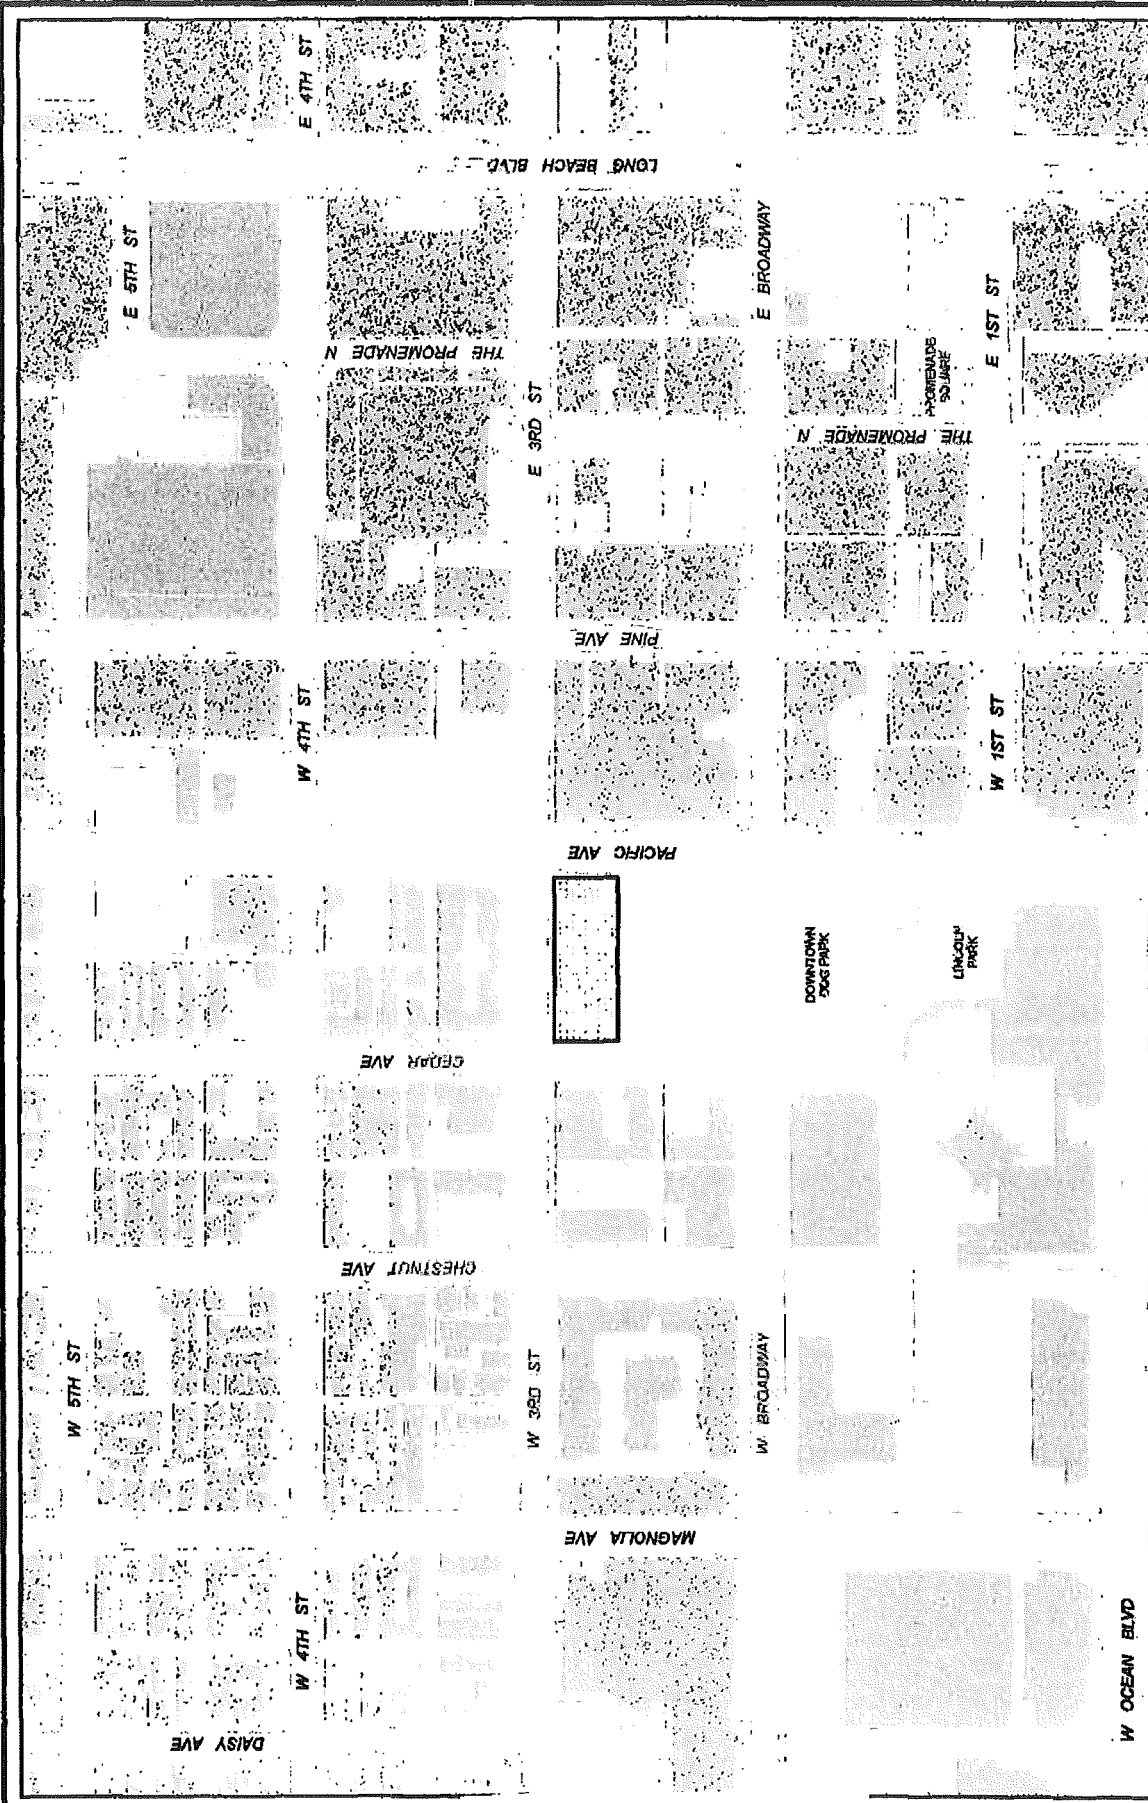 E 4TH ST
LONG BEACH BLVD
E 5TH ST
E BROADWAY
E 1ST ST
THE PROMENADE N
E 3RD ST
PROMENADE
SQUARE
THE PROMENADE N
PINE AVE
W 4TH ST
W 1ST ST
PACIFIC AVE
DOWNTOWN
DOG PARK
LINCOLN
PARK
CEDAR AVE
CHESTNUT AVE
W 5TH ST
W 3RD ST
W BROADWAY
MAGNOLIA AVE
W 4TH ST
W OCEAN BLVD
DAISY AVE